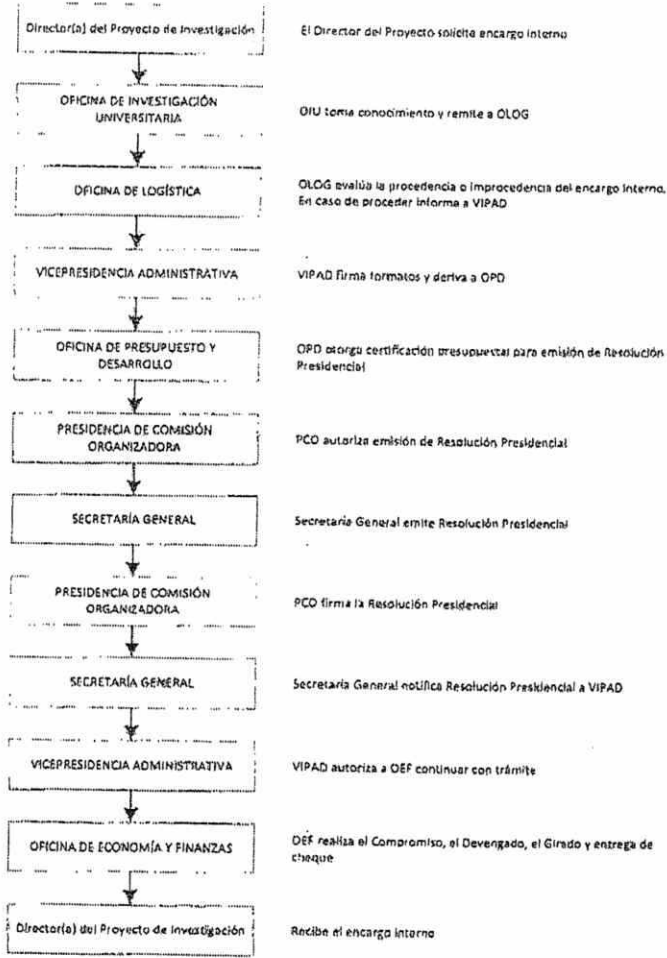 Director(a) del Proyecto de Investigación
El Director del Proyecto solicita encargo interno
OFICINA DE INVESTIGACIÓN
UNIVERSITARIA
OIU toma conocimiento y remite a OLOG
OFICINA DE LOGÍSTICA
OLOG evalúa la procedencia o improcedencia del encargo interno.
En caso de proceder informa a VIPAD
VICEPRESIDENCIA ADMINISTRATIVA
VIPAD firma formatos y deriva a OPD
OFICINA DE PRESUPUESTO Y
DESARROLLO
OPD otorga certificación presupuestal para emisión de Resolución
Presidencial
PRESIDENCIA DE COMISIÓN
ORGANIZADORA
PCO autoriza emisión de Resolución Presidencial
SECRETARÍA GENERAL
Secretaria General emite Resolución Presidencial
PRESIDENCIA DE COMISIÓN
ORGANIZADORA
PCO firma la Resolución Presidencial
SECRETARÍA GENERAL
Secretaria General notifica Resolución Presidencial a VIPAD
VICEPRESIDENCIA ADMINISTRATIVA
VIPAD autoriza a OEF continuar con trámite
OFICINA DE ECONOMÍA Y FINANZAS
OEF realiza el Compromiso, el Devengado, el Girado y entrega de
cheque
Director(a) del Proyecto de Investigación
Recibe el encargo interno